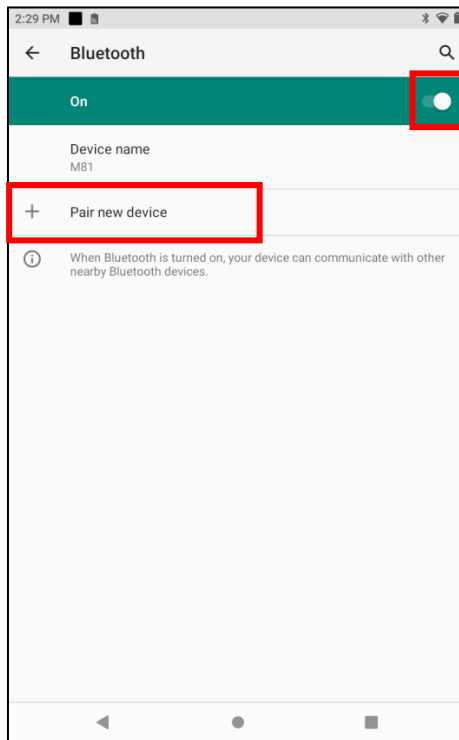 2:29 PM
Bluetooth
On
Device name
M81
Pair new device
When Bluetooth is turned on, your device can communicate with other
nearby Bluetooth devices.